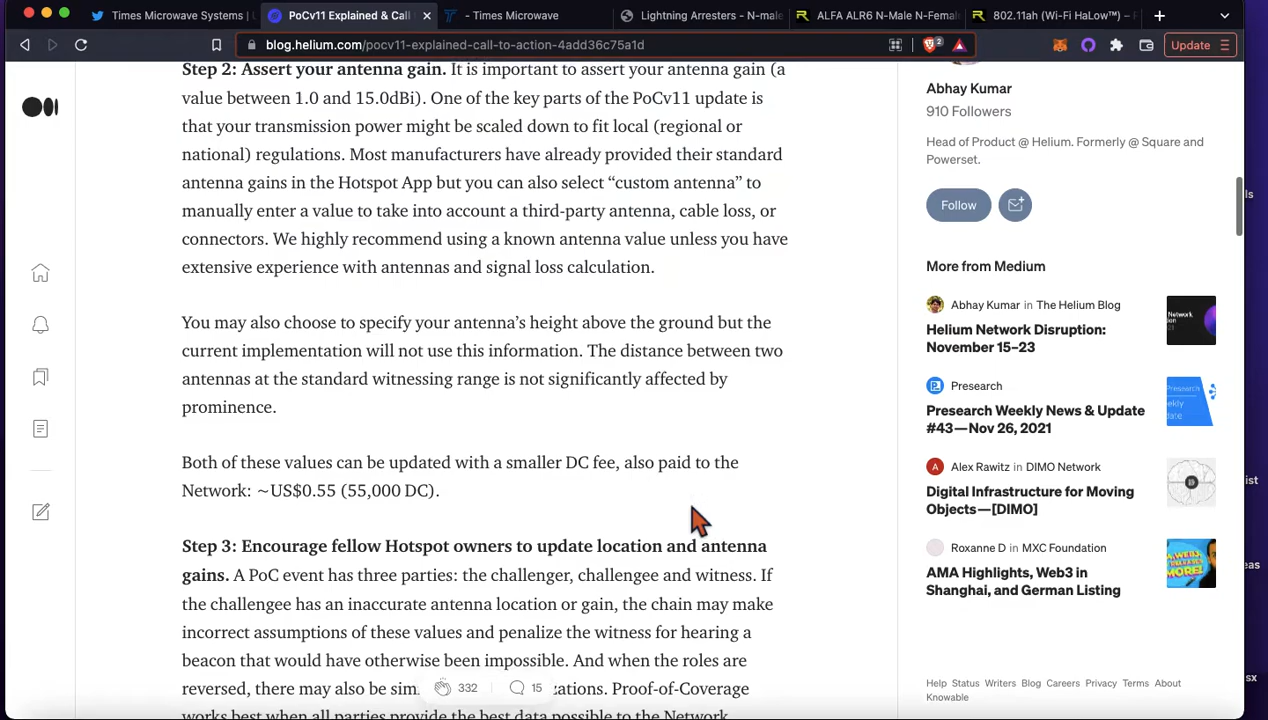 Times Microwave Systems |
PoCv11 Explained & Call
- Times Microwave
Lightning Arresters - N-male
ALFA ALR6 N-Male N-Female
802.11ah (Wi-Fi HaLow™) –
blog.helium.com/pocv11-explained-call-to-action-4add36c75a1d
2
Update
Step 2: Assert your antenna gain. It is important to assert your antenna gain (a
value between 1.0 and 15.0dBi). One of the key parts of the PoCv11 update is
that your transmission power might be scaled down to fit local (regional or
national) regulations. Most manufacturers have already provided their standard
antenna gains in the Hotspot App but you can also select “custom antenna” to
manually enter a value to take into account a third-party antenna, cable loss, or
connectors. We highly recommend using a known antenna value unless you have
extensive experience with antennas and signal loss calculation.
You may also choose to specify your antenna’s height above the ground but the
current implementation will not use this information. The distance between two
antennas at the standard witnessing range is not significantly affected by
prominence.
Both of these values can be updated with a smaller DC fee, also paid to the
Network: ~US$0.55 (55,000 DC).
Step 3: Encourage fellow Hotspot owners to update location and antenna
gains. A PoC event has three parties: the challenger, challengee and witness. If
the challengee has an inaccurate antenna location or gain, the chain may make
incorrect assumptions of these values and penalize the witness for hearing a
beacon that would have otherwise been impossible. And when the roles are
reversed, there may also be sim zations. Proof-of-Coverage
works best when all parties provide the best data possible to the Network.
332
15
Abhay Kumar
910 Followers
Head of Product @ Helium. Formerly @ Square and
Powerset.
Follow
More from Medium
Abhay Kumar in The Helium Blog
Helium Network Disruption:
November 15–23
Presearch
Presearch Weekly News & Update
#43—Nov 26, 2021
A
Alex Rawitz in DIMO Network
Digital Infrastructure for Moving
Objects—[DIMO]
Roxanne D in MXC Foundation
AMA Highlights, Web3 in
Shanghai, and German Listing
Help Status Writers Blog Careers Privacy Terms About
Knowable